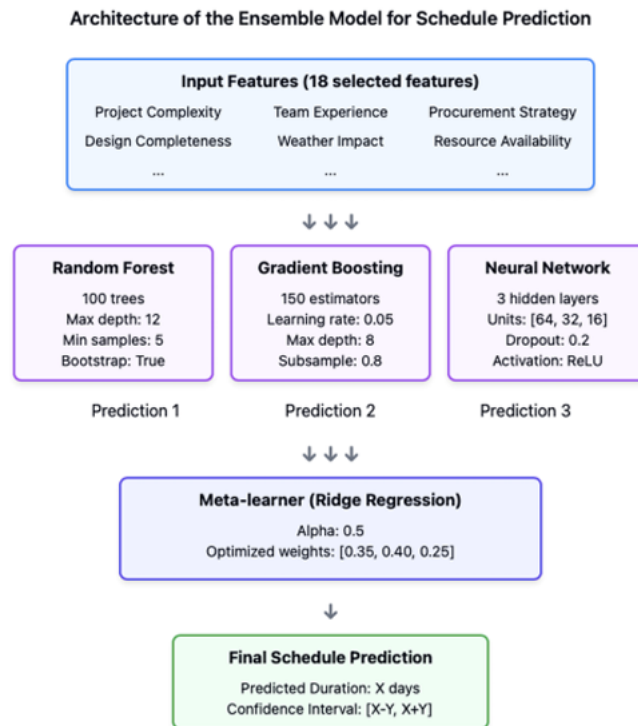 Architecture of the Ensemble Model for Schedule Prediction
Input Features (18 selected features)
Project Complexity Team Experience Procurement Strategy
Design Completeness Weather Impact Resource Availability
... ... ...
Random Forest Gradient Boosting Neural Network
100 trees 150 estimators 3 hidden layers
Max depth: 12 Learning rate: 0.05 Units: [64, 32, 16]
Min samples: 5 Max depth: 8 Dropout: 0.2
Bootstrap: True Subsample: 0.8 Activation: ReLU
Prediction 1 Prediction 2 Prediction 3
Meta-learner (Ridge Regression)
Alpha: 0.5
Optimized weights: [0.35, 0.40, 0.25]
Final Schedule Prediction
Predicted Duration: X days
Confidence Interval: [X-Y, X+Y]